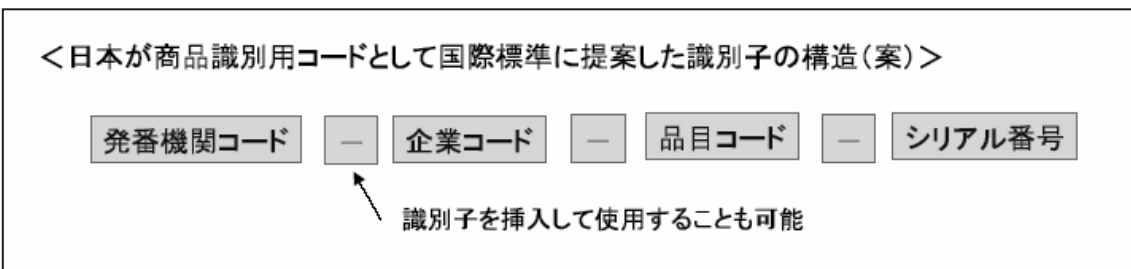 ＜日本が商品識別用コードとして国際標準に提案した識別子の構造(案)＞
発番機関コード － 企業コード － 品目コード － シリアル番号
識別子を挿入して使用することも可能